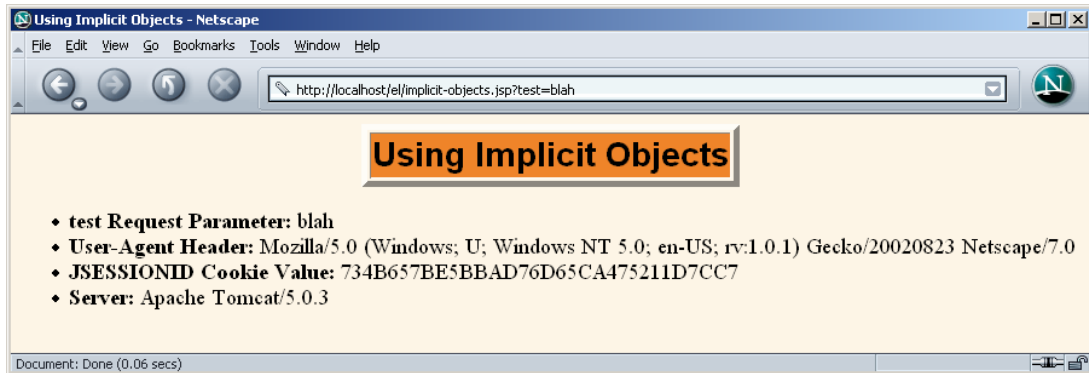 Using Implicit Objects - Netscape
File Edit View Go Bookmarks Tools Window Help
http://localhost/el/implicit-objects.jsp?test=blah
N
Using Implicit Objects
• test Request Parameter: blah
• User-Agent Header: Mozilla/5.0 (Windows; U; Windows NT 5.0; en-US; rv:1.0.1) Gecko/20020823 Netscape/7.0
• JSESSIONID Cookie Value: 734B657BE5BBAD76D65CA475211D7CC7
• Server: Apache Tomcat/5.0.3
Document: Done (0.06 secs)